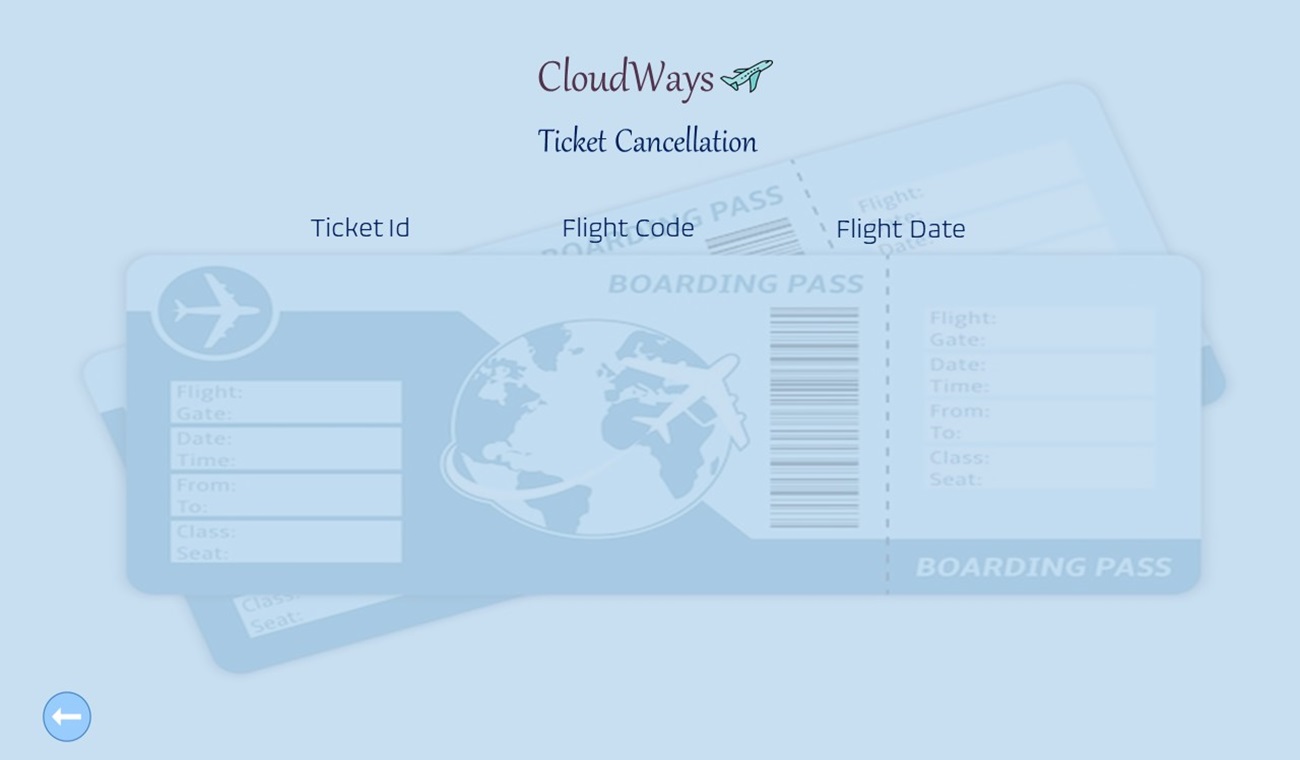 CloudWays
Ticket Cancellation
Ticket Id
Flight Code
Flight Date
BOARDING PASS
Flight:
Date:
BOARDING PASS
Flight:
Gate:
Date:
Time:
From:
To:
Class:
Seat:
Flight:
Gate:
Date:
Time:
From:
To:
Class:
Seat:
BOARDING PASS
Class:
Seat: